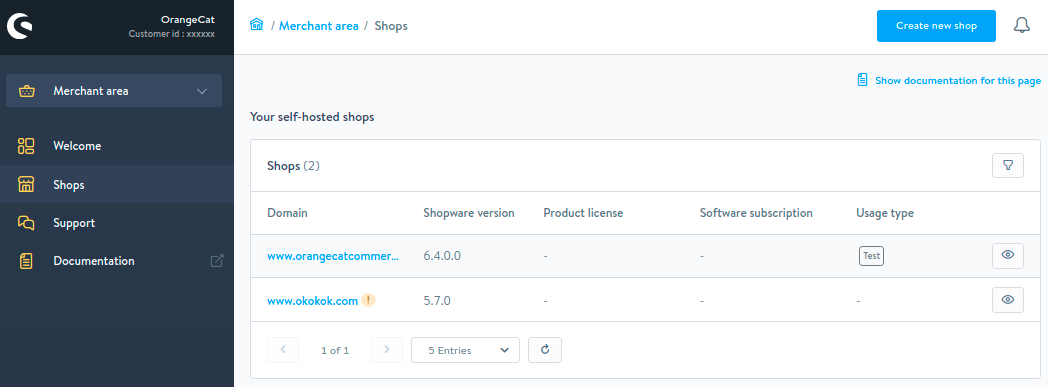 OrangeCat
Customer id : xxxxxx
Merchant area
Welcome
Shops
Support
Documentation
/ Merchant area / Shops
Create new shop
Show documentation for this page
Your self-hosted shops
Shops (2)
Domain Shopware version Product license Software subscription Usage type
www.orangecatcommer... 6.4.0.0 - - Test
www.okokok.com ! 5.7.0 - - -
< 1 of 1 > 5 Entries